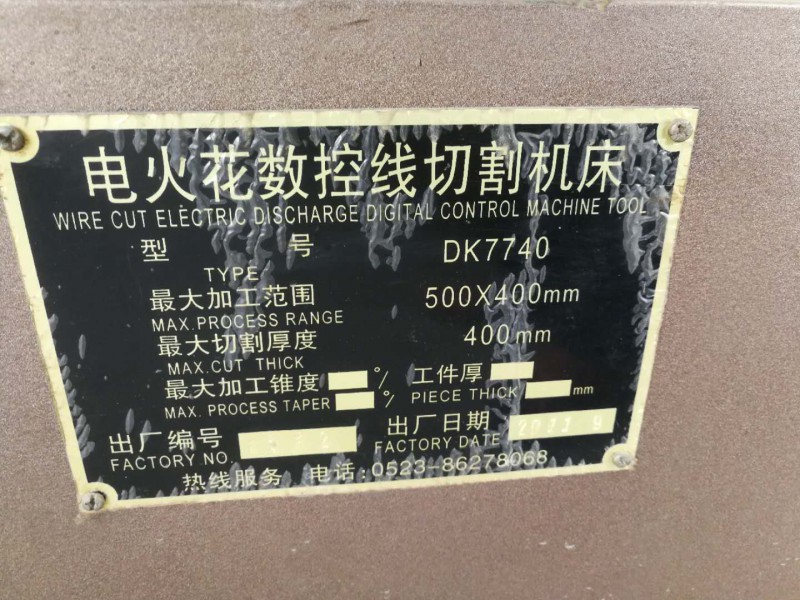 电火花数控线切割机床
WIRE CUT ELECTRIC DISCHARGE DIGITAL CONTROL MACHINE TOOL
型号 DK7740
TYPE
最大加工范围 500X400mm
MAX.PROCESS RANGE
最大切割厚度 400mm
MAX.CUT THICK
最大加工锥度 % 工件厚
MAX. PROCESS TAPER % PIECE THICK mm
出厂编号 出厂日期
FACTORY NO. FACTORY DATE
热线服务 电话:0523-86278068